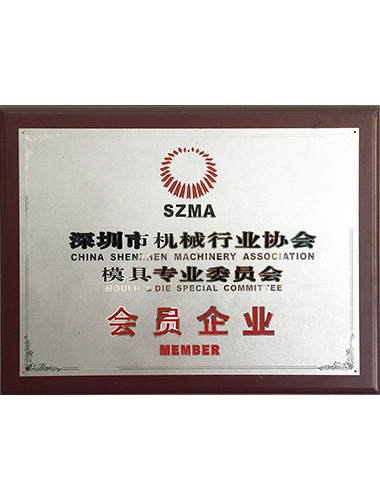 SZMA
深圳市机械行业协会
CHINA SHENZHEN MACHINERY ASSOCIATION
模具专业委员会
MOULD & DIE SPECIAL COMMITTEE
会员企业
MEMBER